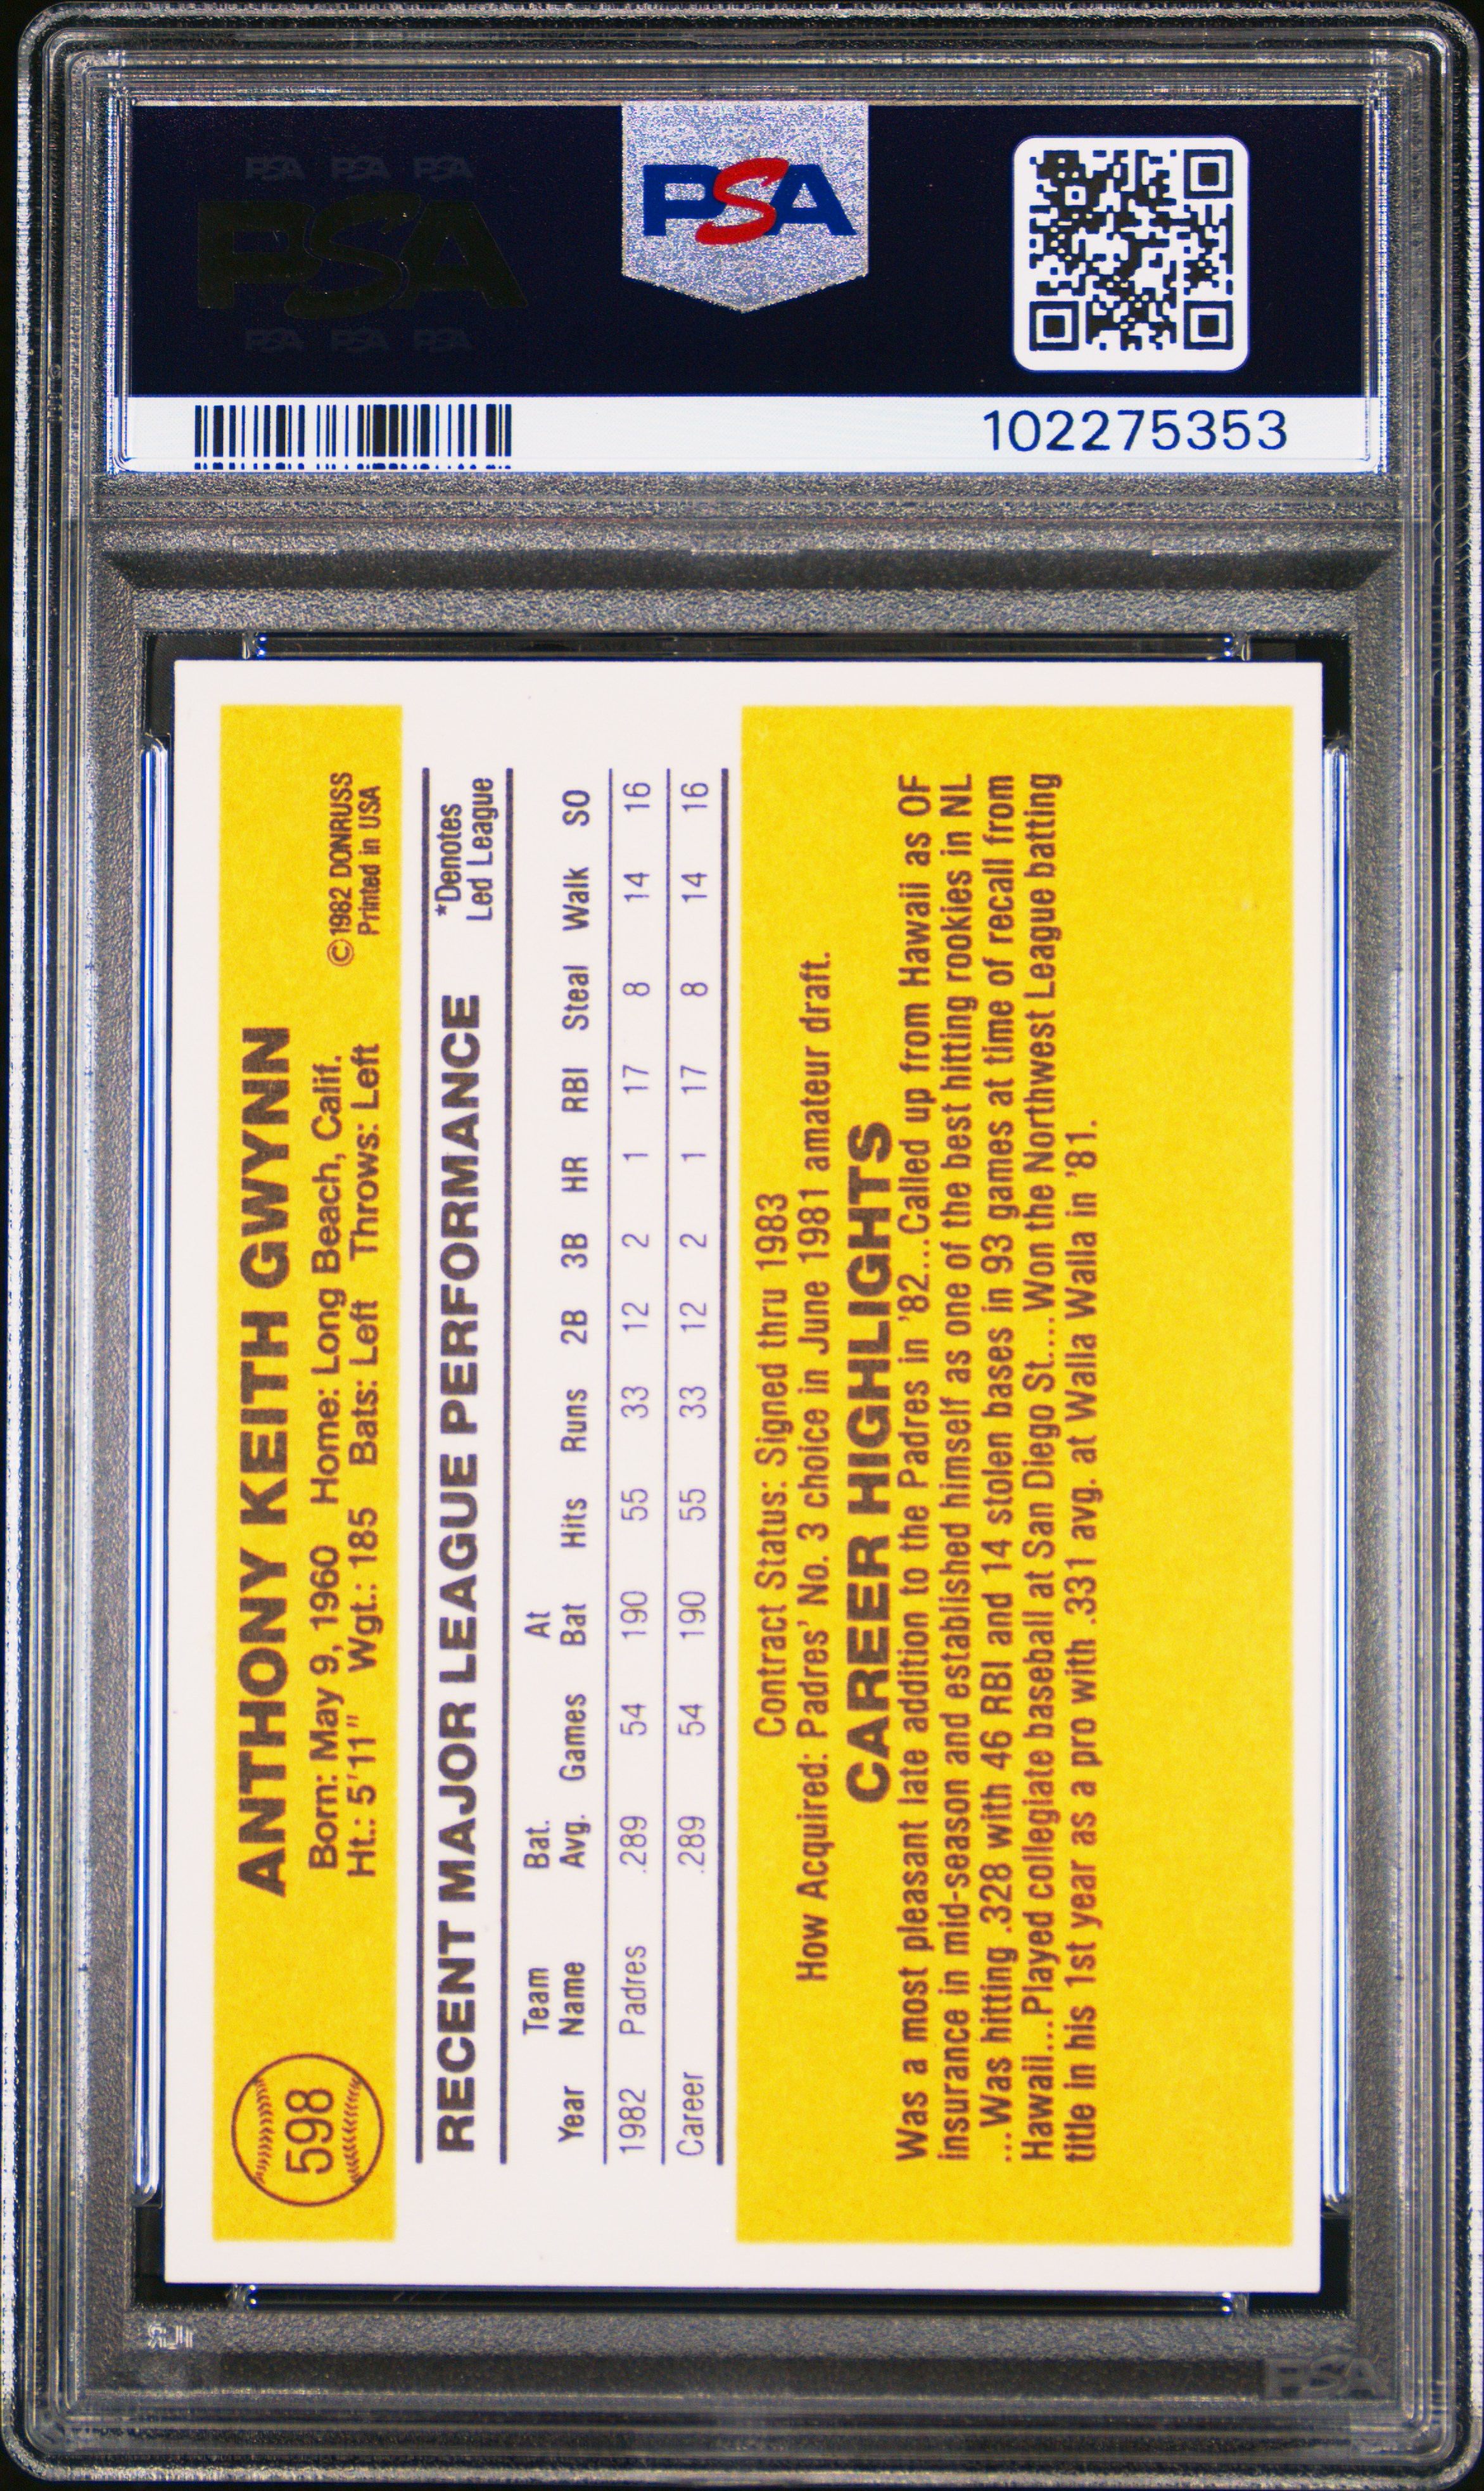 PSA PSA PSA
PSA
PSA PSA PSA
PSA
102275353
598
ANTHONY KEITH GWYNN
Born: May 9, 1960 Home: Long Beach, Calif.
Ht.: 5'11" Wgt.: 185 Bats: Left Throws: Left
©1982 DONRUSS
Printed in USA
RECENT MAJOR LEAGUE PERFORMANCE
*Denotes
Led League
Year Team Name Bat. Avg. Games At Bat Hits Runs 2B 3B HR RBI Steal Walk SO
1982 Padres .289 54 190 55 33 12 2 1 17 8 14 16
Career .289 54 190 55 33 12 2 1 17 8 14 16
Contract Status: Signed thru 1983
How Acquired: Padres' No. 3 choice in June 1981 amateur draft.
CAREER HIGHLIGHTS
Was a most pleasant late addition to the Padres in '82...Called up from Hawaii as OF
insurance in mid-season and established himself as one of the best hitting rookies in NL
...Was hitting .328 with 46 RBI and 14 stolen bases in 93 games at time of recall from
Hawaii...Played collegiate baseball at San Diego St....Won the Northwest League batting
title in his 1st year as a pro with .331 avg. at Walla Walla in '81.
PSA